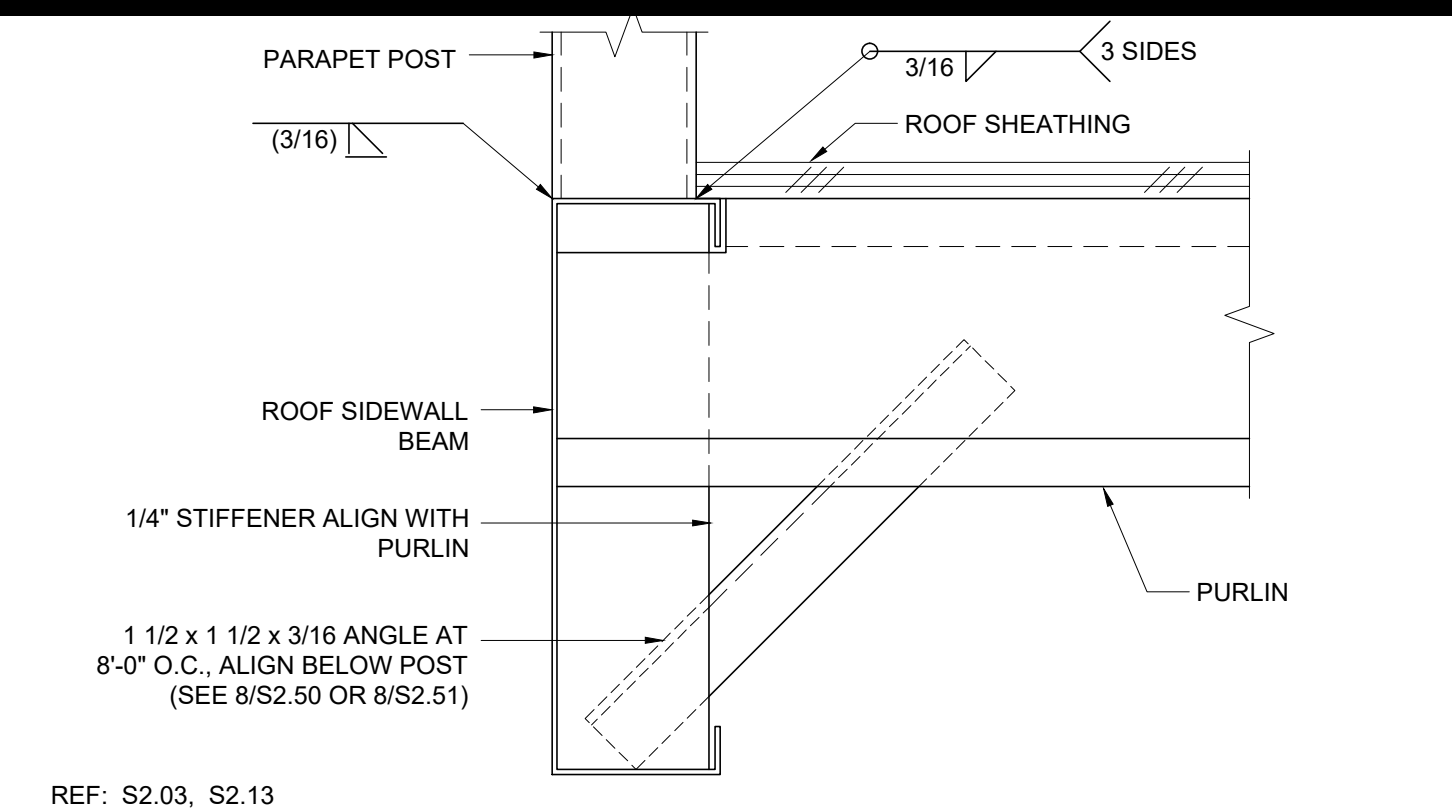 PARAPET POST
3/16
3 SIDES
(3/16)
ROOF SHEATHING
ROOF SIDEWALL
BEAM
1/4" STIFFENER ALIGN WITH
PURLIN
PURLIN
1 1/2 x 1 1/2 x 3/16 ANGLE AT
8'-0" O.C., ALIGN BELOW POST
(SEE 8/S2.50 OR 8/S2.51)
REF: S2.03, S2.13